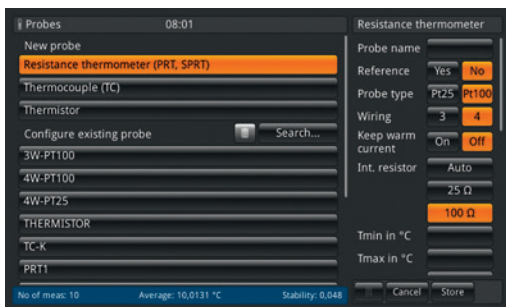 Probes 08:01
New probe
Resistance thermometer (PRT, SPRT)
Thermocouple (TC)
Thermistor
Configure existing probe Search...
3W-PT100
4W-PT100
4W-PT25
THERMISTOR
TC-K
PRT1
No of meas: 10 Average: 10,0131 °C Stability: 0,048
Resistance thermometer
Probe name
Reference Yes No
Probe type Pt25 Pt100
Wiring 3 4
Keep warm
current On Off
Int. resistor Auto
25 Ω
100 Ω
Tmin in °C
Tmax in °C
Cancel Store